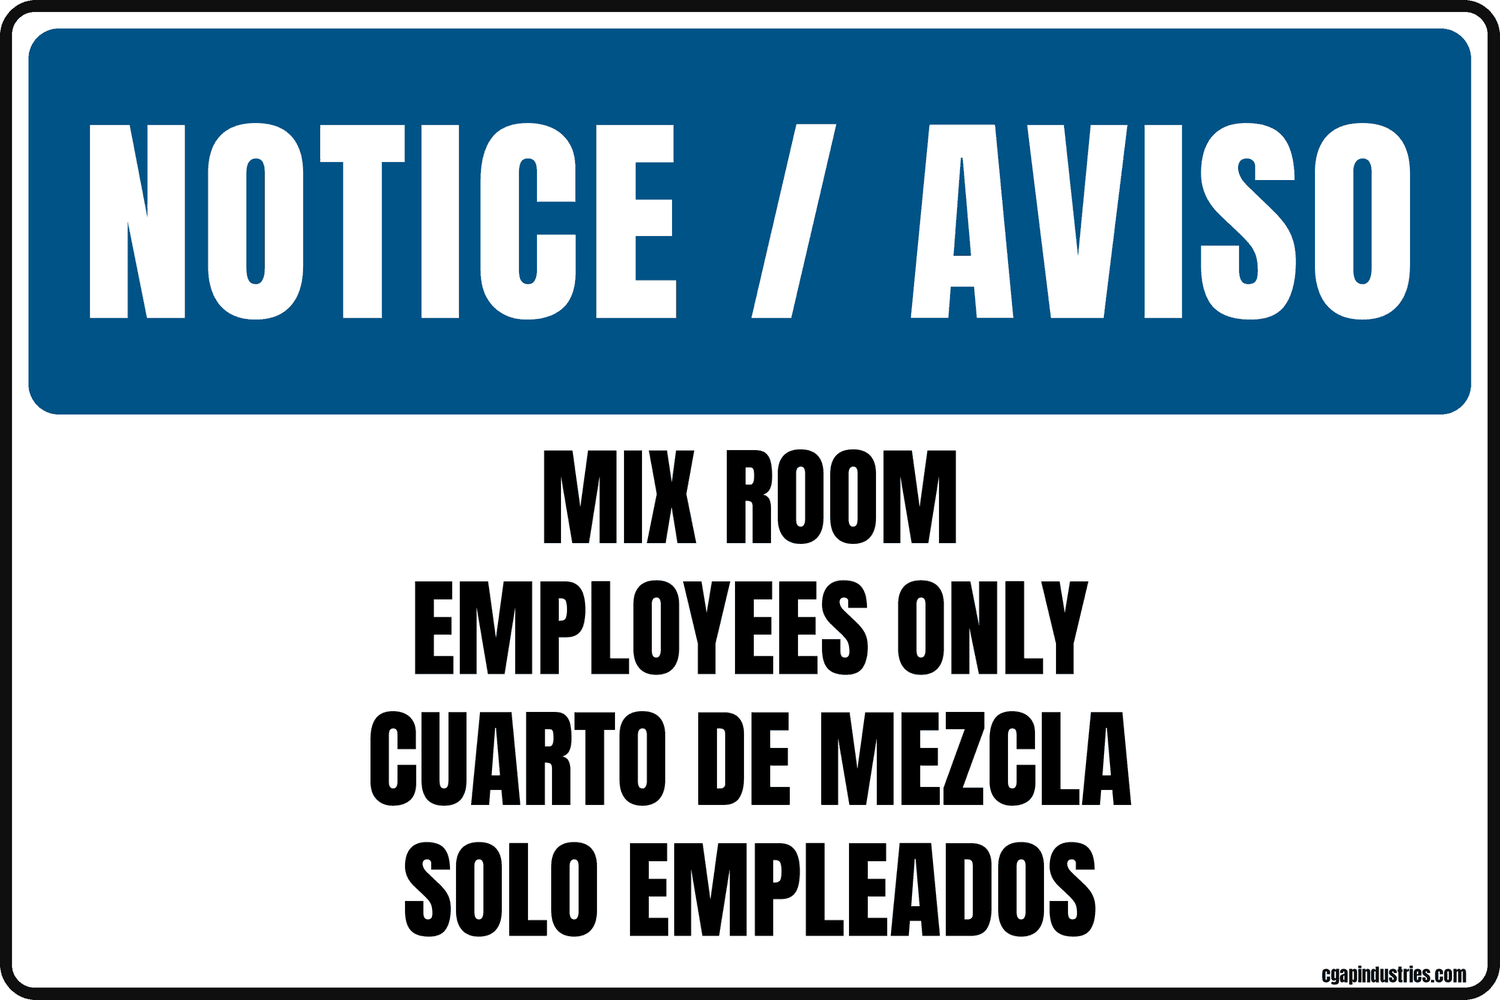 NOTICE / AVISO
MIX ROOM
EMPLOYEES ONLY
CUARTO DE MEZCLA
SOLO EMPLEADOS
cgapindustries.com